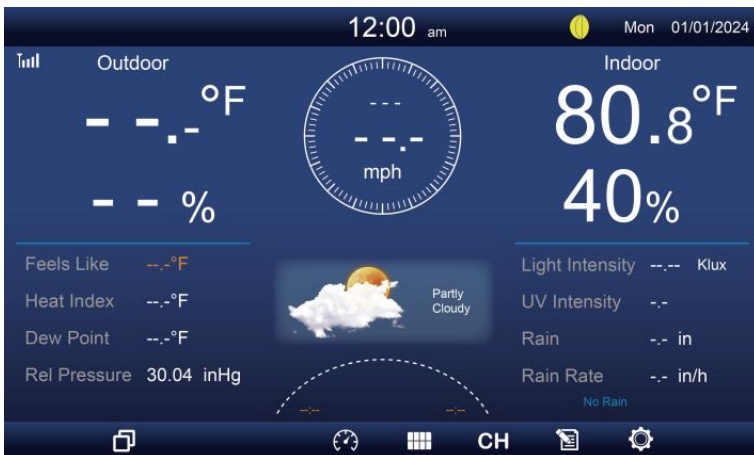 12:00 am
Mon 01/01/2024
Outdoor
--.-°F
--%
---
--.-
mph
Indoor
80.8°F
40%
Feels Like --.-°F
Heat Index --.-°F
Dew Point --.-°F
Rel Pressure 30.04 inHg
Partly
Cloudy
--:-- --:--
Light Intensity --.-- Klux
UV Intensity -.-
Rain -.- in
Rain Rate -.- in/h
No Rain
CH